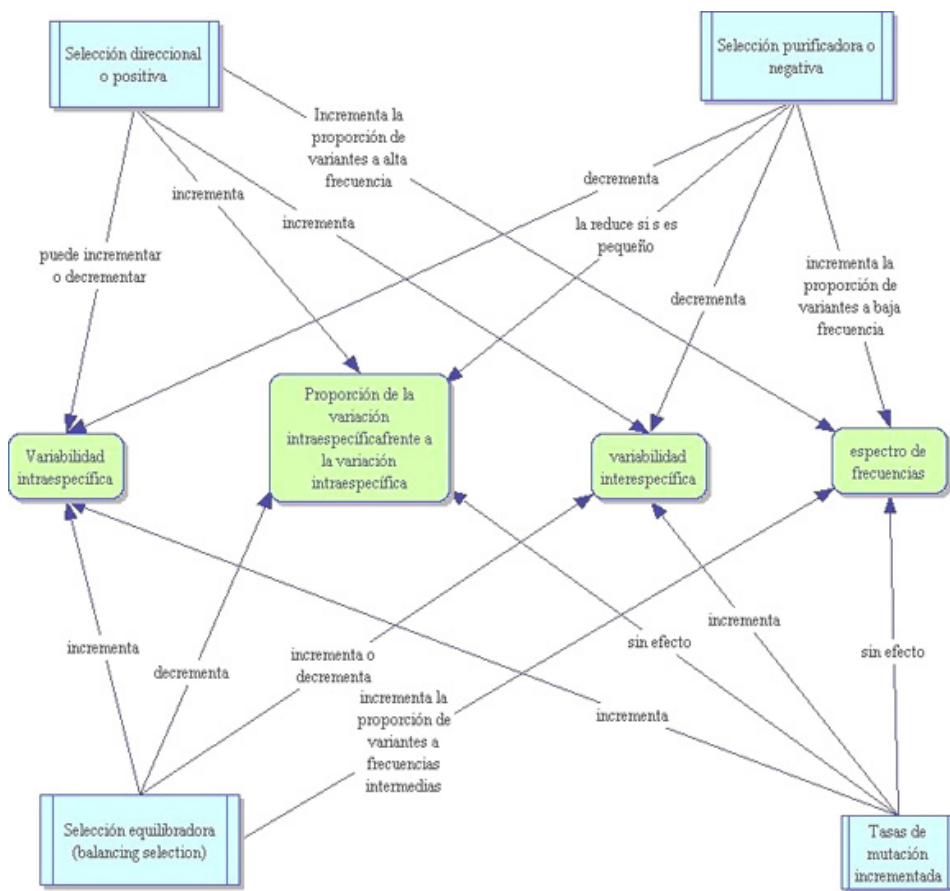 Selección direccional
o positiva
Selección purificadora o
negativa
Incrementa la
proporción de
variantes a alta
frecuencia
incrementa
decrementa
incrementa
la reduce si s es
pequeño
puede incrementar
o decrementar
incrementa la
proporción de
variantes a baja
frecuencia
decrementa
Variabilidad
intraespecífica
Proporción de la
variación
intraespecíficafrente a
la variación
intraespecífica
variabilidad
interespecífica
espectro de
frecuencias
incrementa
decrementa
incrementa o
decrementa
sin efecto
incrementa
sin efecto
incrementa la
proporción de
variantes a
frecuencias
intermedias
incrementa
Selección equilibradora
(balancing selection)
Tasas de
mutación
incrementada